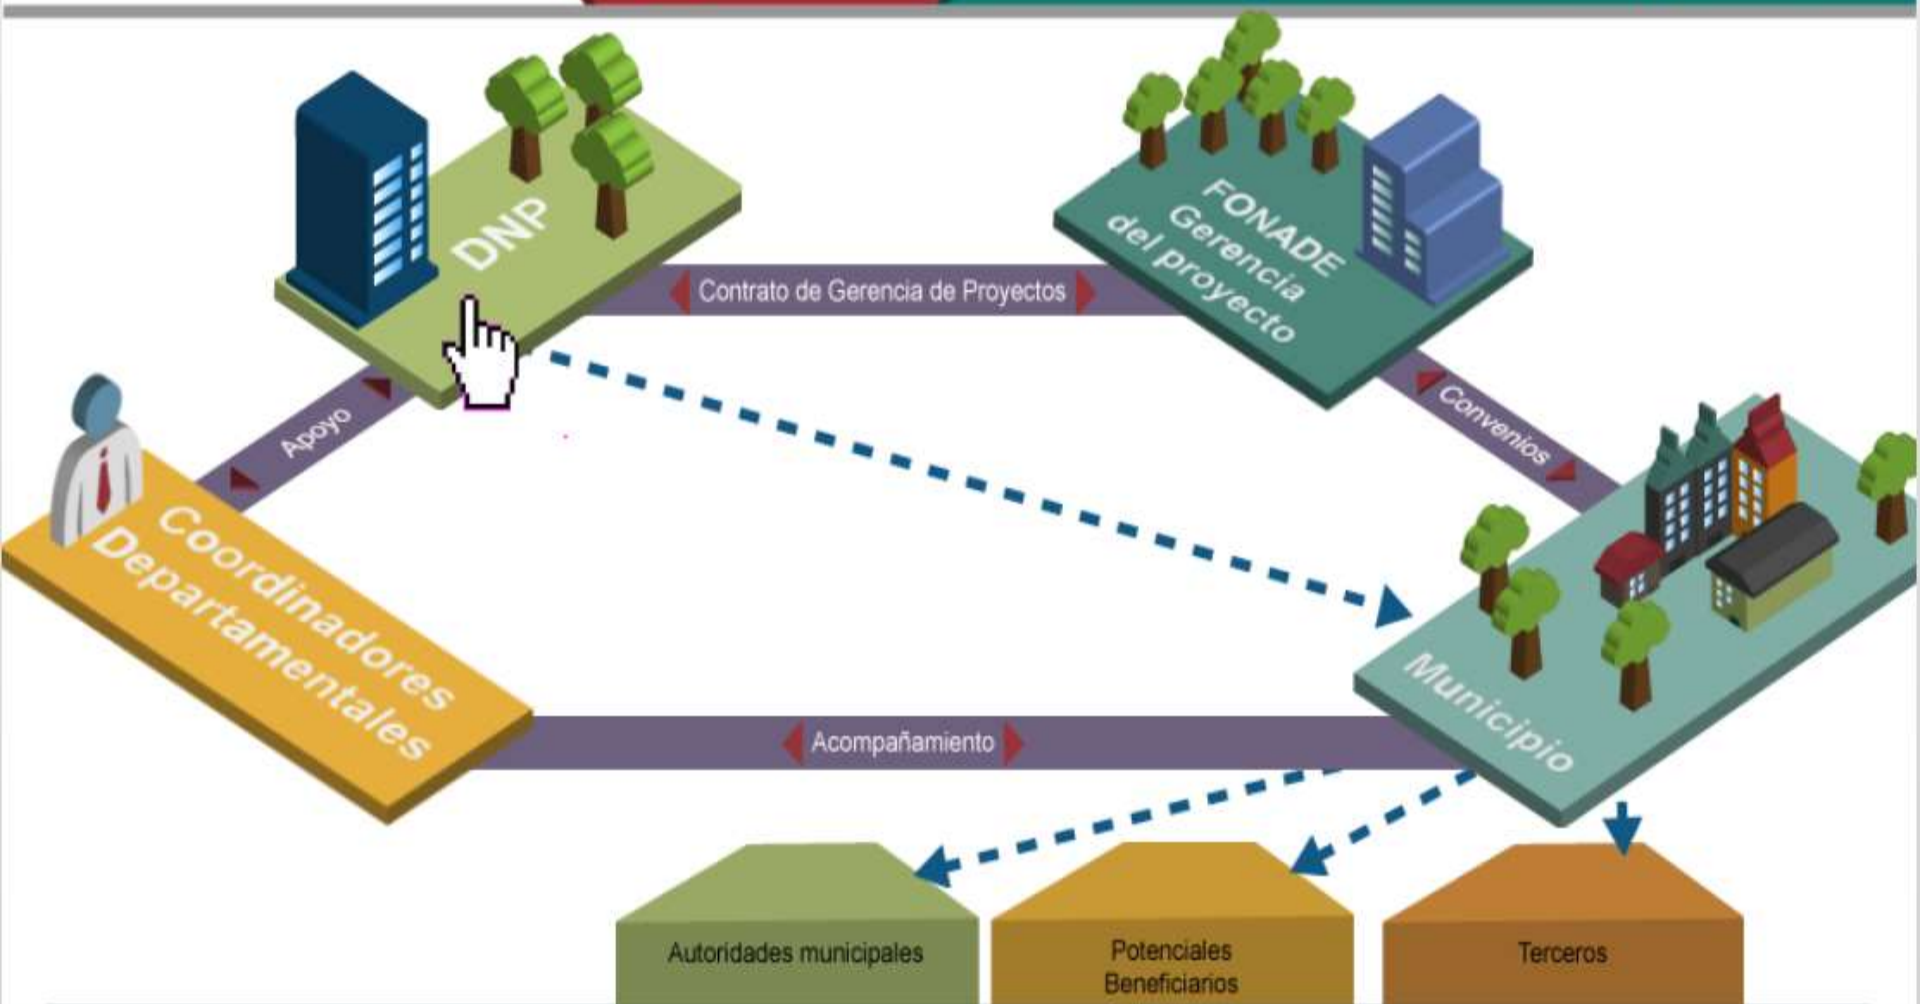 DNP
FONADE
Gerencia
del proyecto
Contrato de Gerencia de Proyectos
Apoyo
Convenios
Coordinadores
Departamentales
Municipio
Acompañamiento
Autoridades municipales
Potenciales
Beneficiarios
Terceros